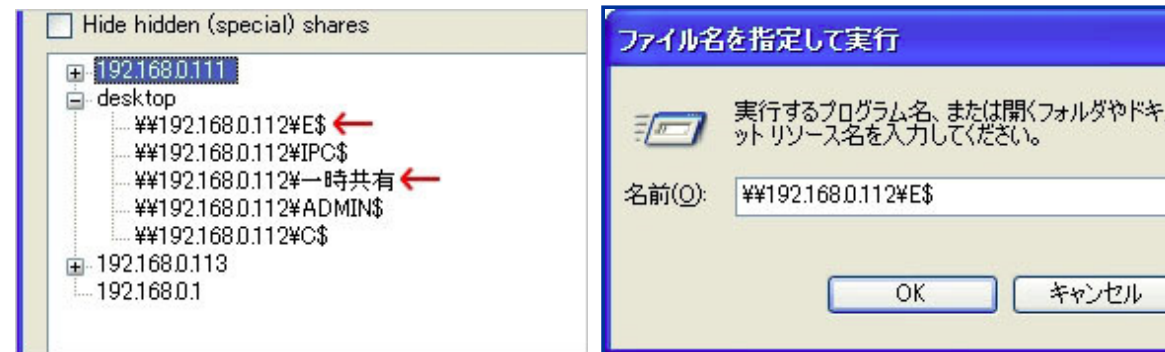 Hide hidden (special) shares
192.168.0.111
desktop
¥¥192.168.0.112¥E$
¥¥192.168.0.112¥IPC$
¥¥192.168.0.112¥一時共有
¥¥192.168.0.112¥ADMIN$
¥¥192.168.0.112¥C$
192.168.0.113
192.168.0.1
ファイル名を指定して実行
実行するプログラム名、または開くフォルダやドキ
ット リソース名を入力してください。
名前(O):
¥¥192.168.0.112¥E$
OK
キャンセル